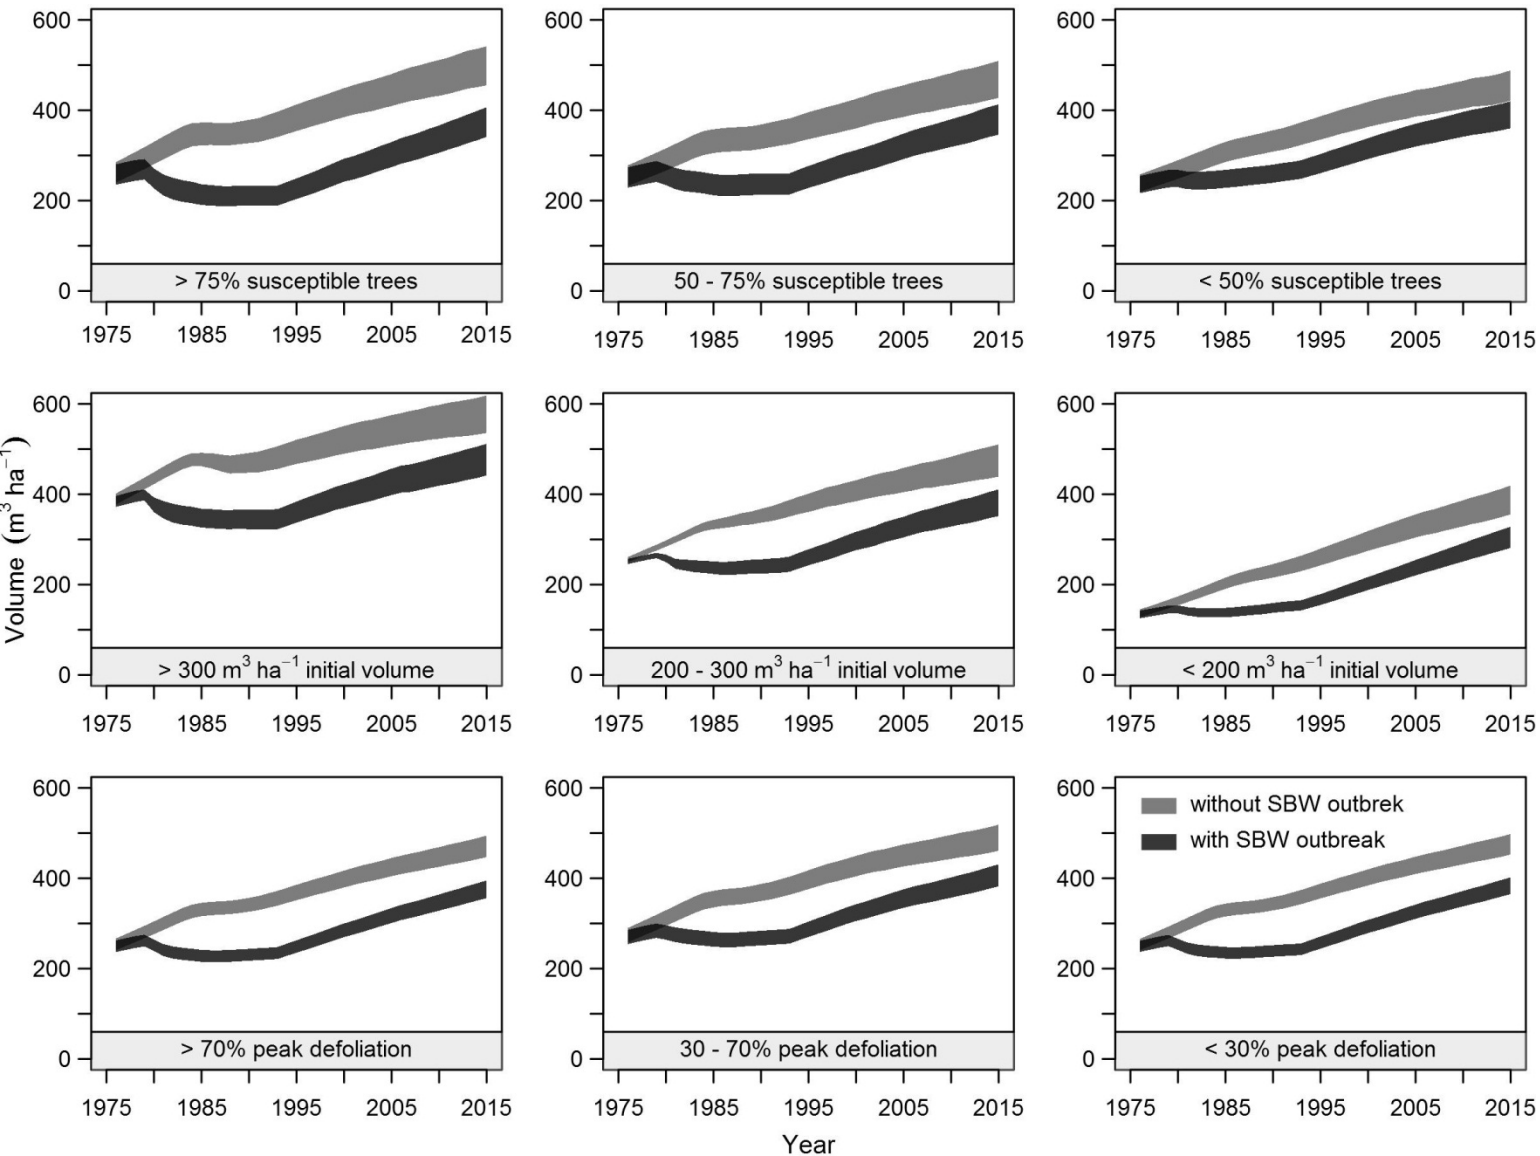 600
400
200
0
> 75% susceptible trees
1975 1985 1995 2005 2015
600
400
200
0
50 - 75% susceptible trees
1975 1985 1995 2005 2015
600
400
200
0
< 50% susceptible trees
1975 1985 1995 2005 2015
Volume (m³ ha⁻¹)
600
400
200
0
> 300 m³ ha⁻¹ initial volume
1975 1985 1995 2005 2015
600
400
200
0
200 - 300 m³ ha⁻¹ initial volume
1975 1985 1995 2005 2015
600
400
200
0
< 200 m³ ha⁻¹ initial volume
1975 1985 1995 2005 2015
600
400
200
0
> 70% peak defoliation
1975 1985 1995 2005 2015
600
400
200
0
30 - 70% peak defoliation
1975 1985 1995 2005 2015
600
400
200
0
without SBW outbrek
with SBW outbreak
< 30% peak defoliation
1975 1985 1995 2005 2015
Year